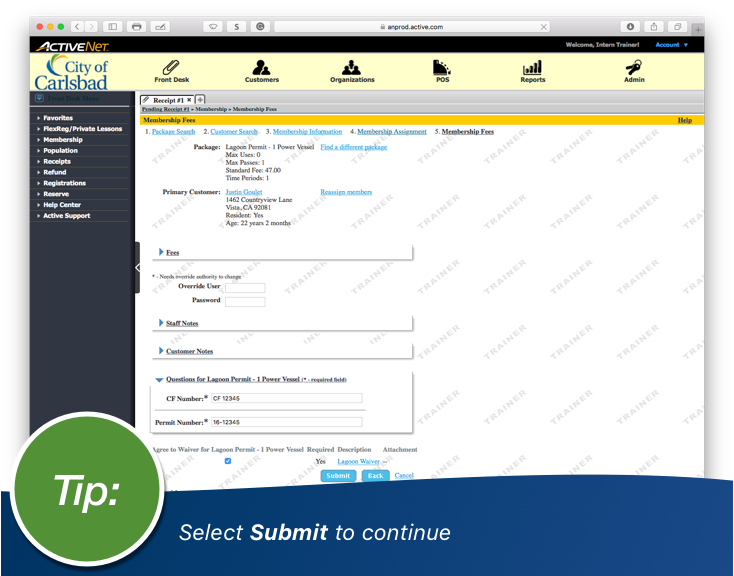 S
anprod.active.com
ACTIVENet
Welcome, Intern Trainer!
Account ▼
City of
Carlsbad
Front Desk
Customers
Organizations
POS
Reports
Admin
Front Desk Menu
Favorites
FlexReg/Private Lessons
Membership
Population
Receipts
Refund
Registrations
Reserve
Help Center
Active Support
Receipt #1 × +
Pending Receipt #1 » Membership » Membership Fees
Membership Fees
Help
1. Package Search 2. Customer Search 3. Membership Information 4. Membership Assignment 5. Membership Fees
Package: Lagoon Permit - 1 Power Vessel Find a different package
Max Uses: 0
Max Passes: 1
Standard Fee: 47.00
Time Periods: 1
Primary Customer: Justin Goulet Reassign members
1462 Countryview Lane
Vista, CA 92081
Resident: Yes
Age: 22 years 2 months
Fees
* - Needs override authority to change
Override User
Password
Staff Notes
Customer Notes
Questions for Lagoon Permit - 1 Power Vessel (* - required field)
CF Number:* CF 12345
Permit Number:* 16-12345
Agree to Waiver for Lagoon Permit - 1 Power Vessel Required Description Attachment
Yes Lagoon Waiver --
Submit Back Cancel
TRAINER
Tip:
Select Submit to continue